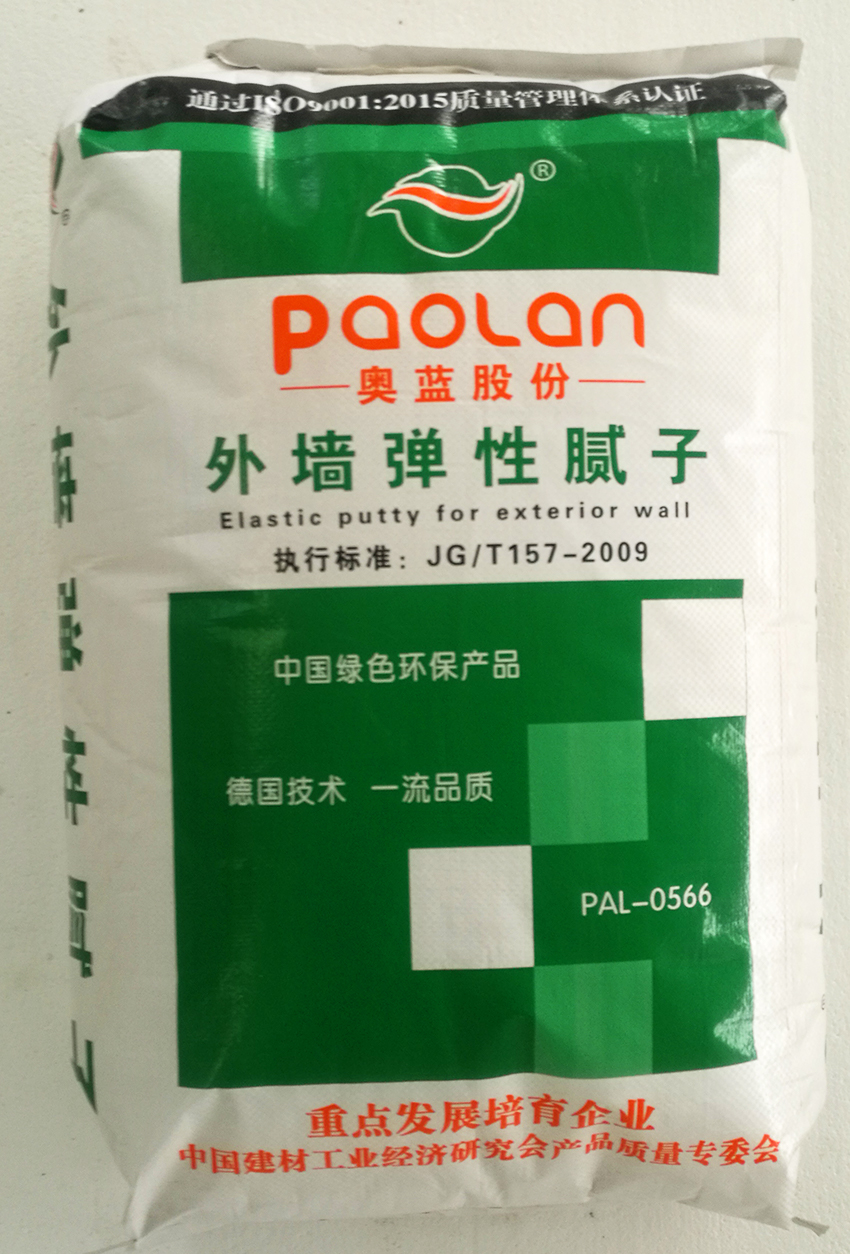 通过ISO9001:2015质量管理体系认证
®
PAOLAN
奥蓝股份
外墙弹性腻子
Elastic putty for exterior wall
执行标准：JG/T157-2009
中国绿色环保产品
德国技术 一流品质
PAL-0566
重点发展培育企业
中国建材工业经济研究会产品质量专委会